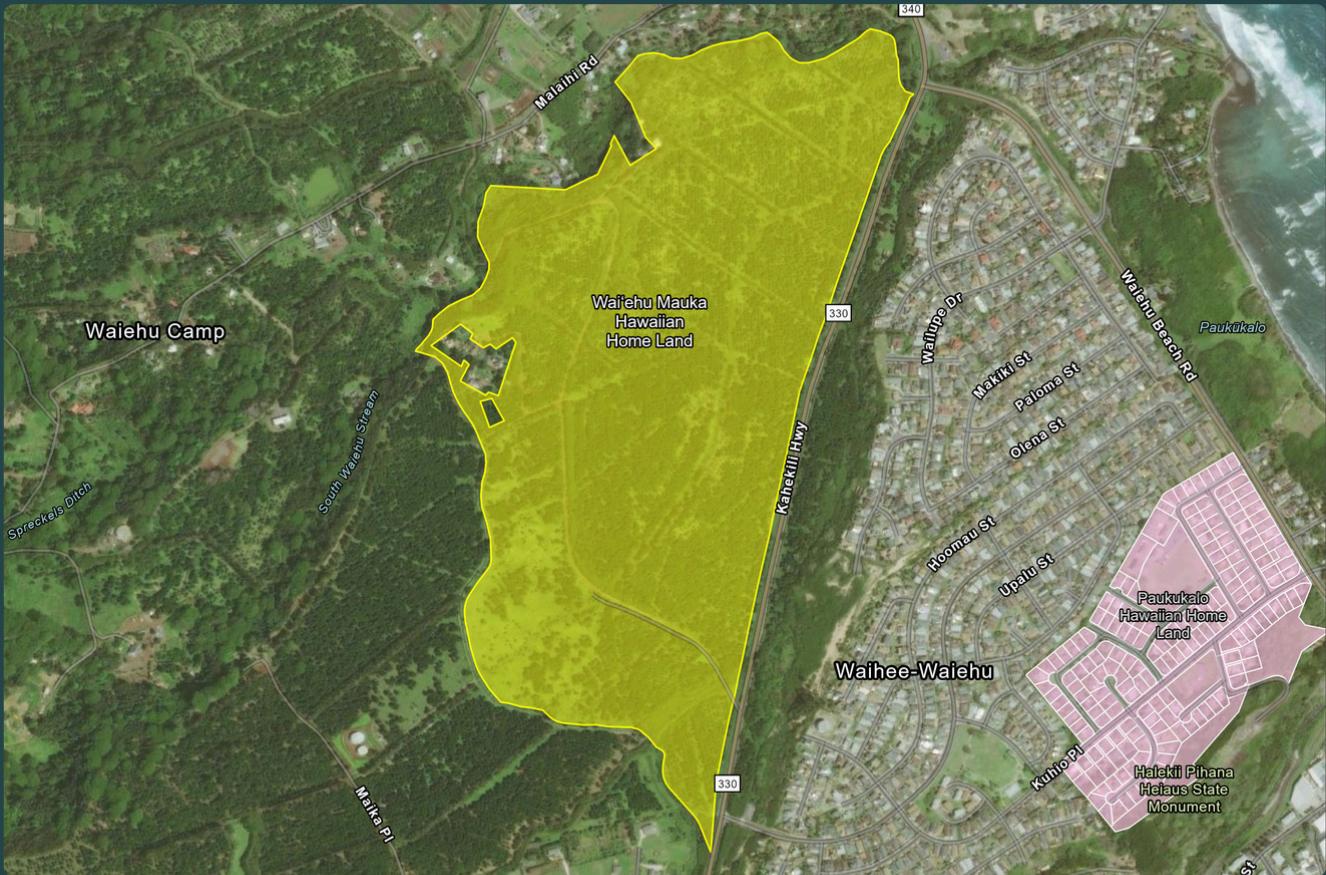 340
Malaihi Rd
Wai'ehu Mauka
Hawaiian
Home Land
330
Waiehu Camp
Wailupe Dr
Waiehu Beach Rd
Paukūkalo
Makiki St
Paloma St
Olena St
South Waiehu Stream
Spreckels Ditch
Kahekili Hwy
Hoomau St
Upalu St
Paukukalo
Hawaiian Home
Land
Waihee-Waiehu
Kuhio Pl
Halekii Pihana
Heiaus State
Monument
330
Maika Pl
St